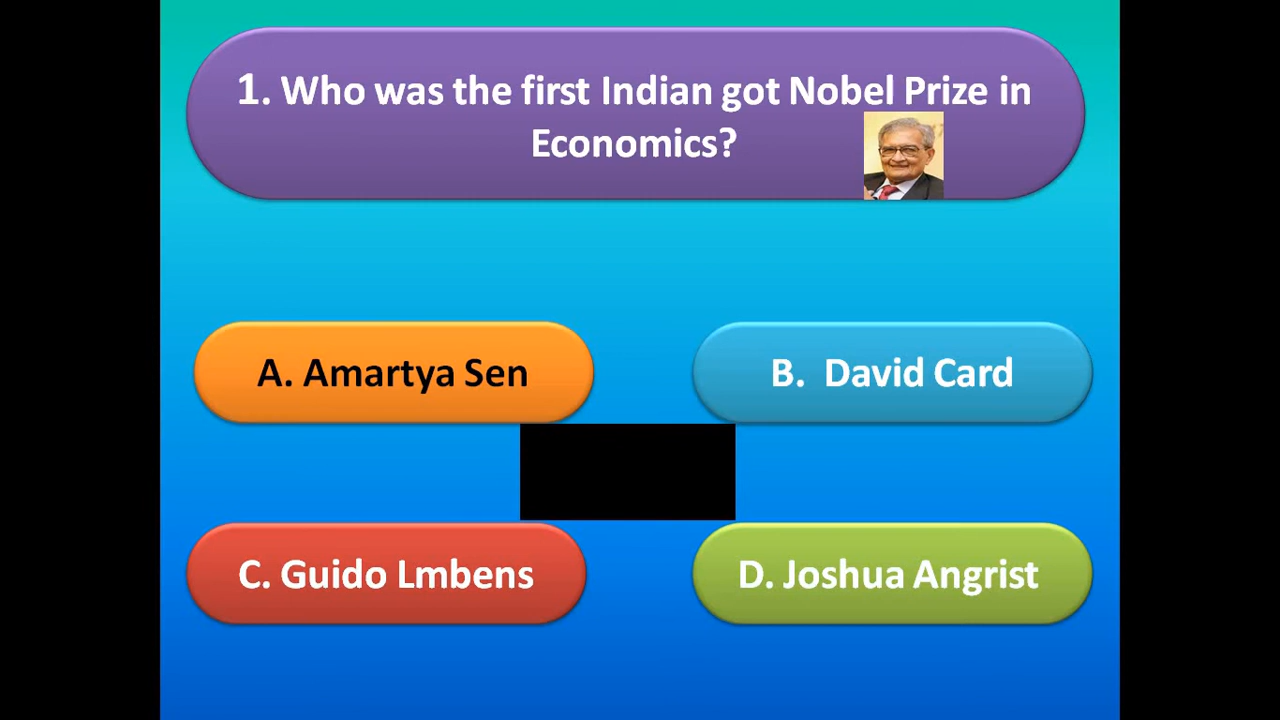 1. Who was the first Indian got Nobel Prize in
Economics?
A. Amartya Sen
B. David Card
C. Guido Lmbens
D. Joshua Angrist